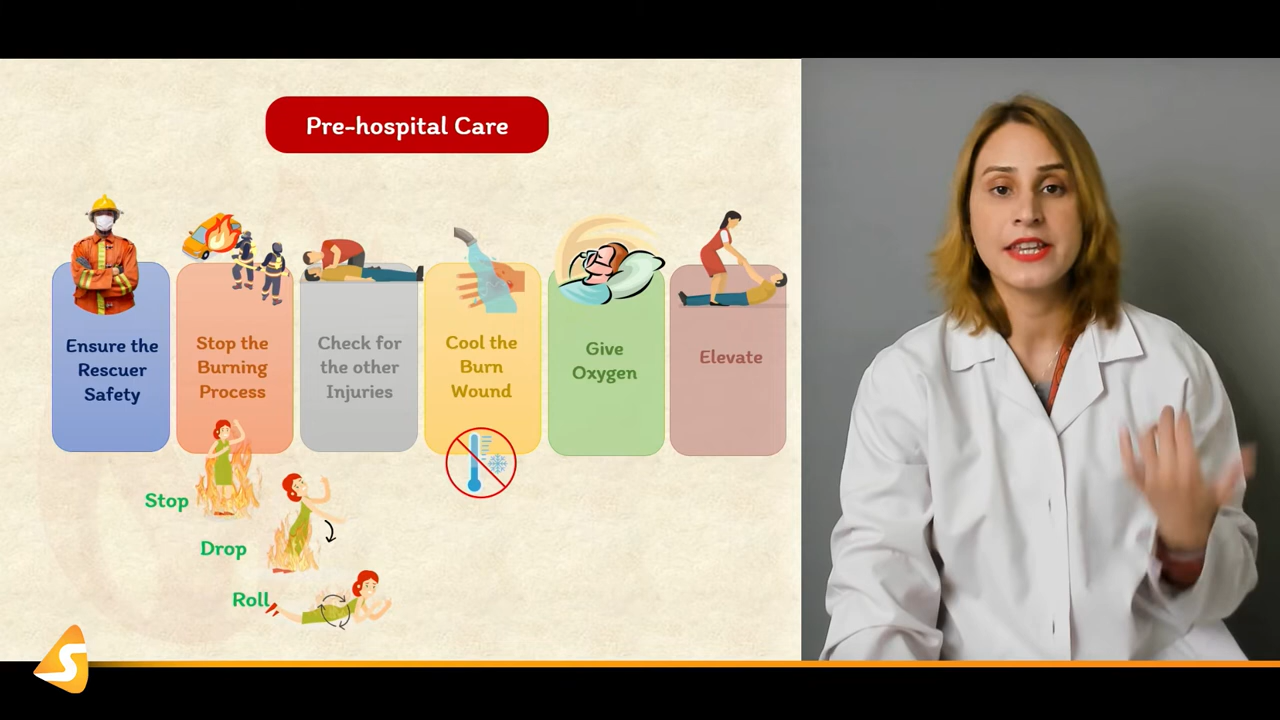 Pre-hospital Care
Ensure the
Rescuer
Safety
Stop the
Burning
Process
Check for
the other
Injuries
Cool the
Burn
Wound
Give
Oxygen
Elevate
Stop
Drop
Roll
S